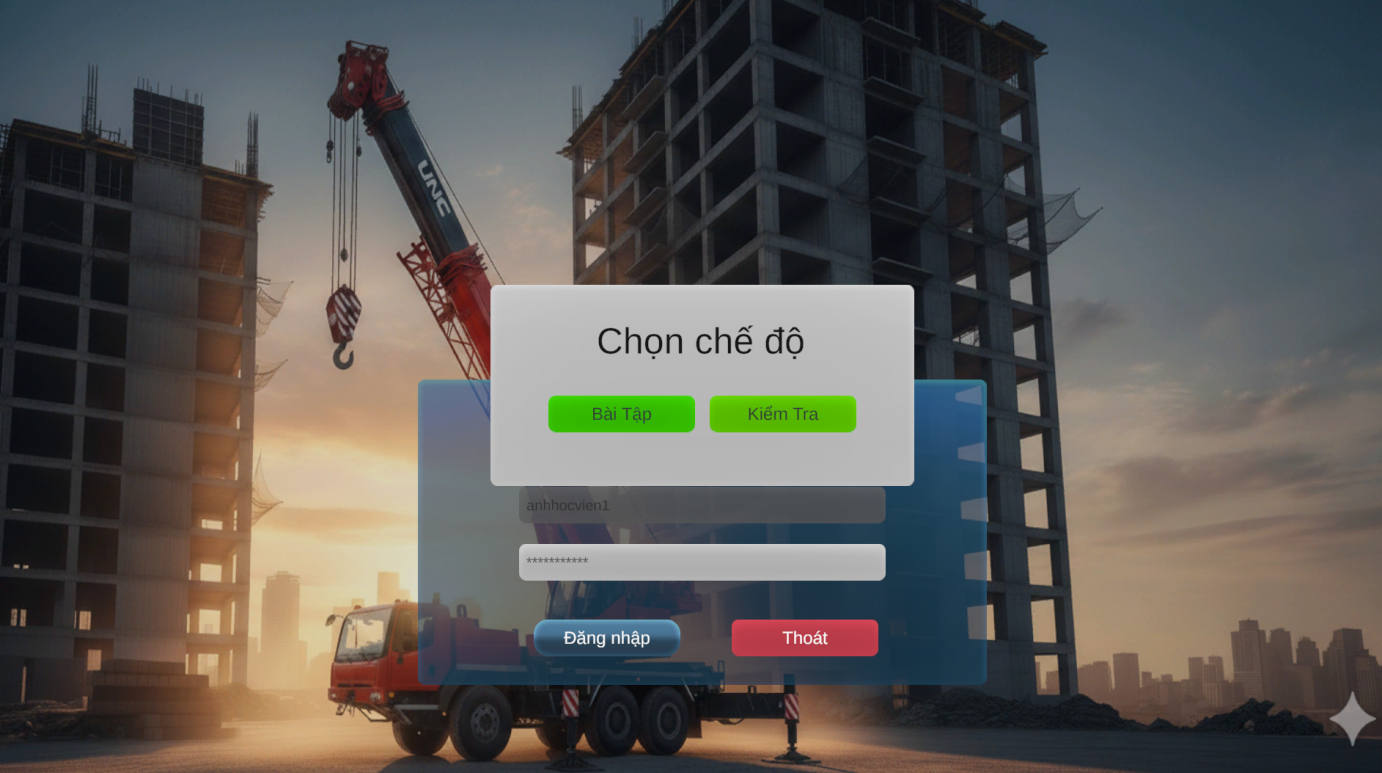 UNC
Chọn chế độ
Bài Tập
Kiểm Tra
anhhocvien1
***********
Đăng nhập
Thoát